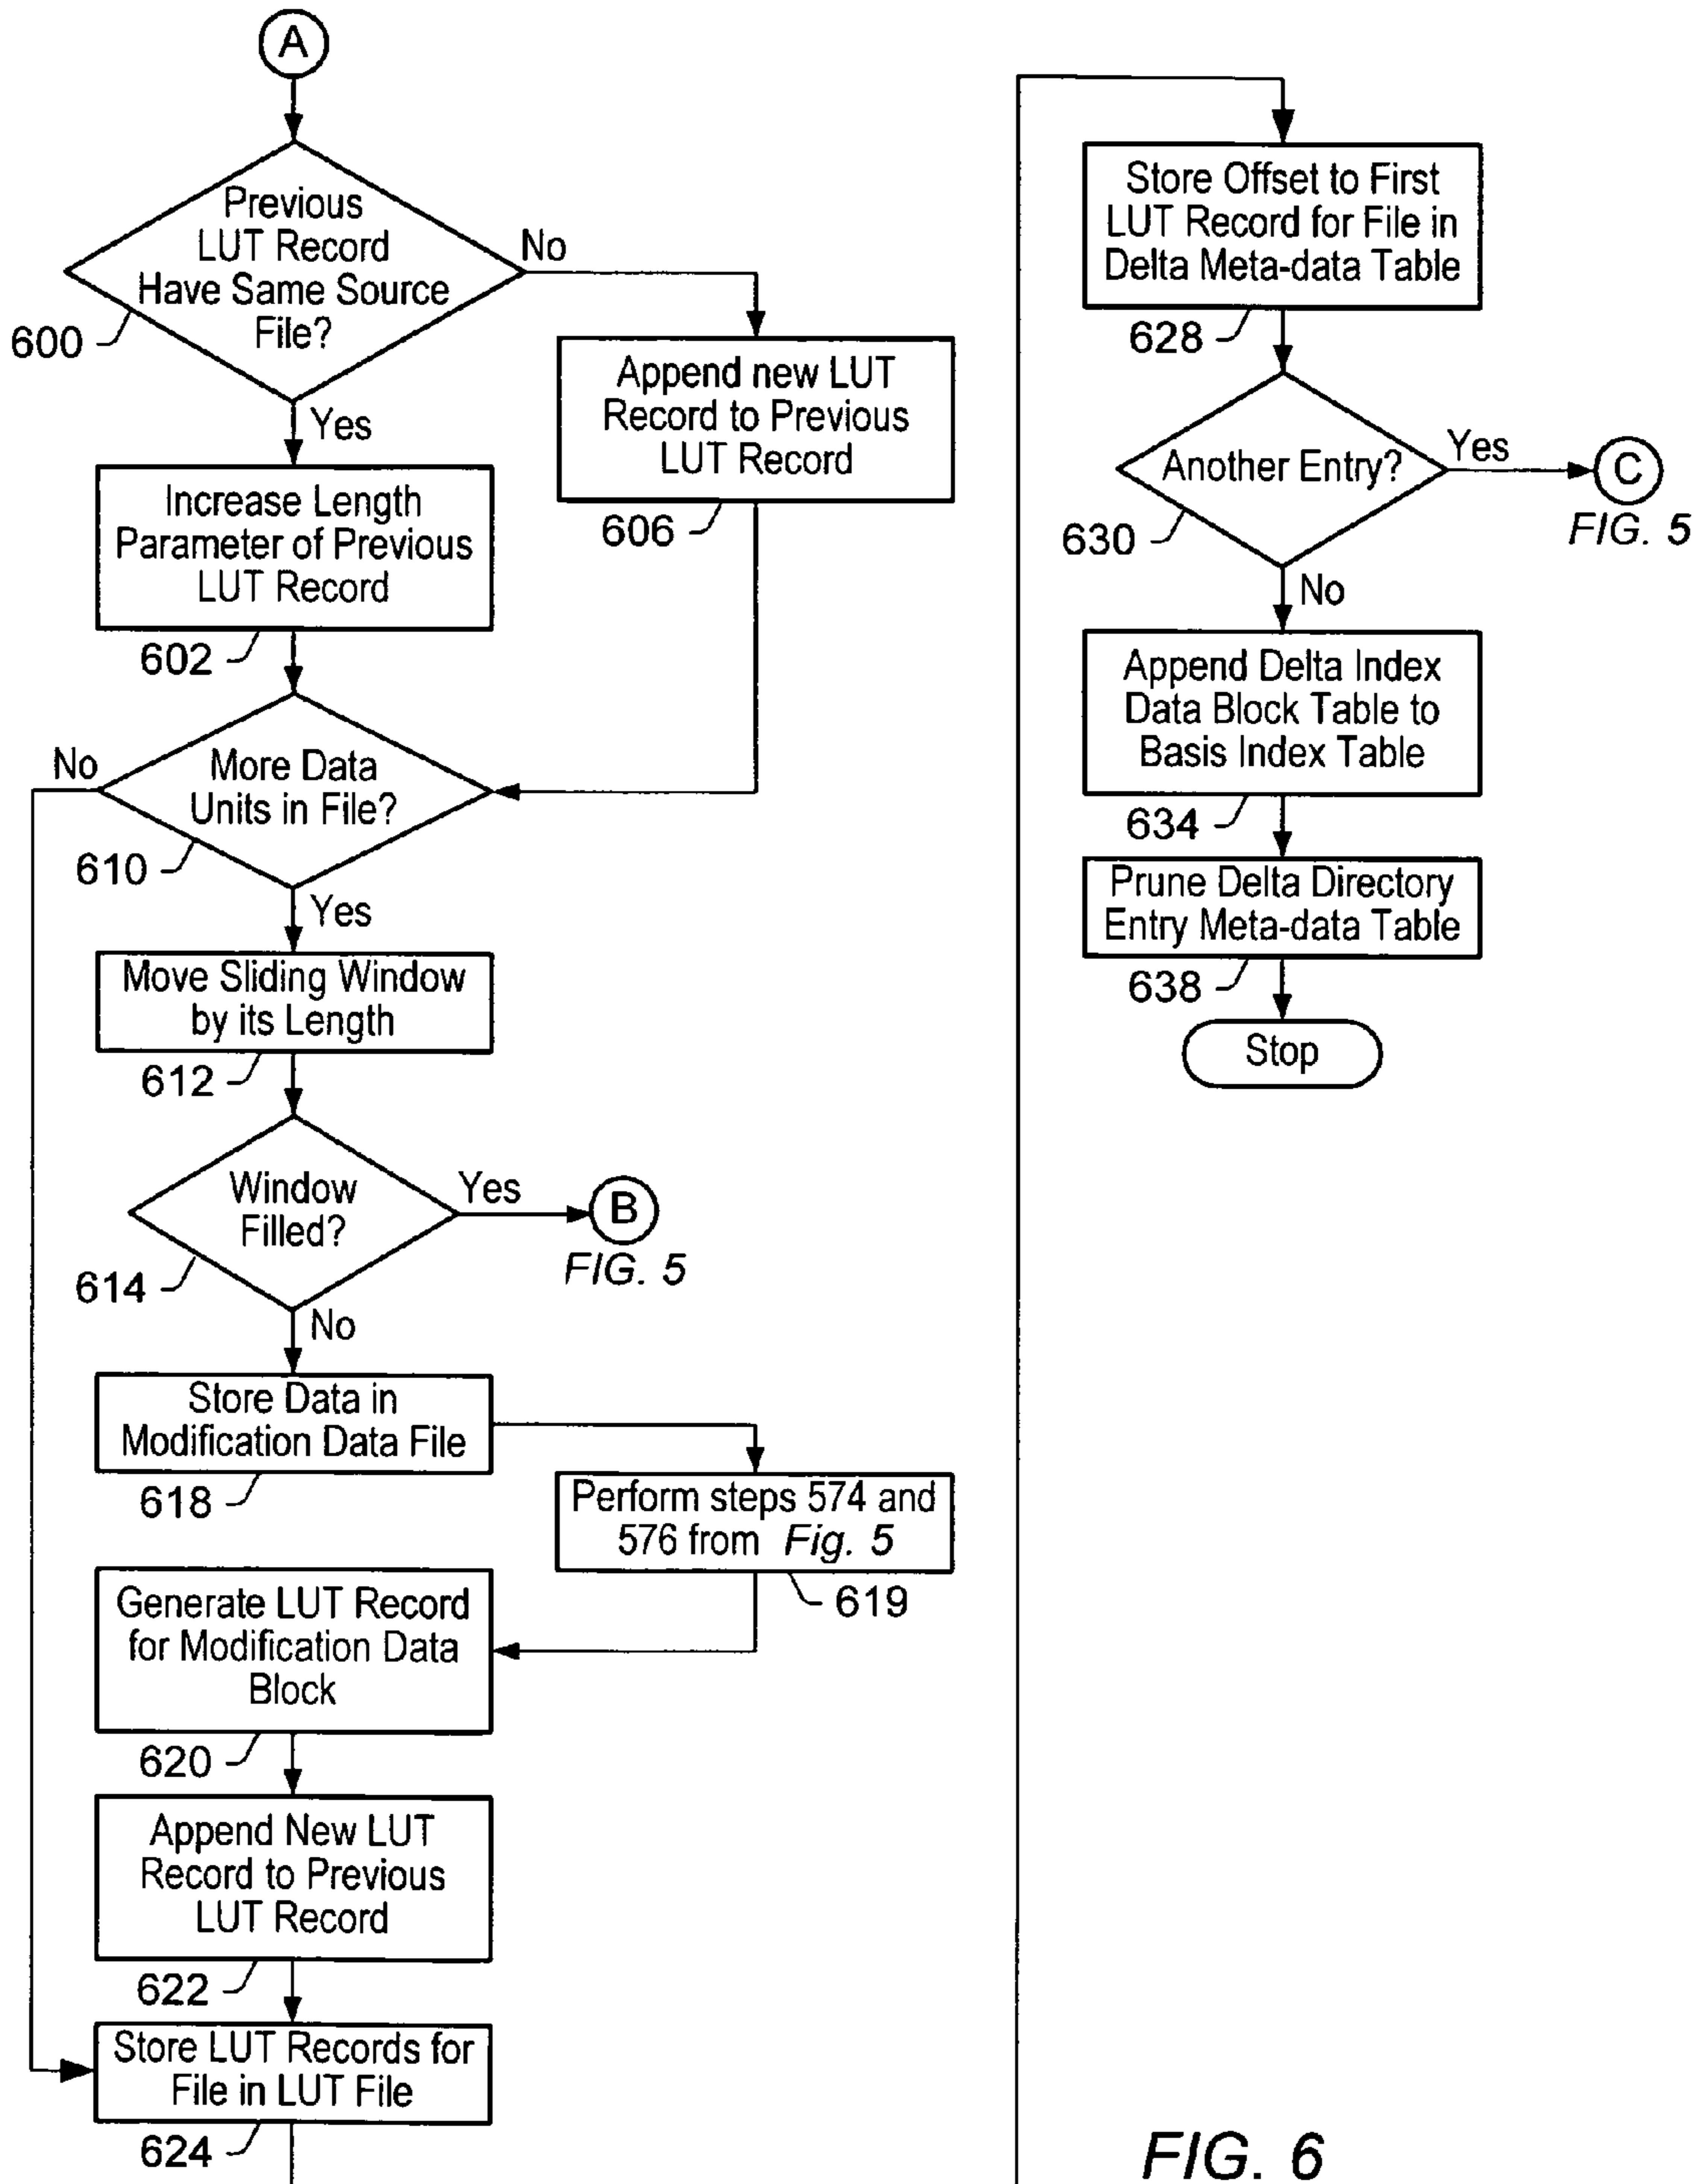 A
Previous
LUT Record
Have Same Source
File?
No
600
Yes
Append new LUT
Record to Previous
LUT Record
606
Increase Length
Parameter of Previous
LUT Record
602
No
More Data
Units in File?
610
Yes
Move Sliding Window
by its Length
612
Window
Filled?
Yes
B
FIG. 5
614
No
Store Data in
Modification Data File
618
Perform steps 574 and
576 from Fig. 5
619
Generate LUT Record
for Modification Data
Block
620
Append New LUT
Record to Previous
LUT Record
622
Store LUT Records for
File in LUT File
624
Store Offset to First
LUT Record for File in
Delta Meta-data Table
628
Another Entry?
Yes
C
FIG. 5
630
No
Append Delta Index
Data Block Table to
Basis Index Table
634
Prune Delta Directory
Entry Meta-data Table
638
Stop
FIG. 6